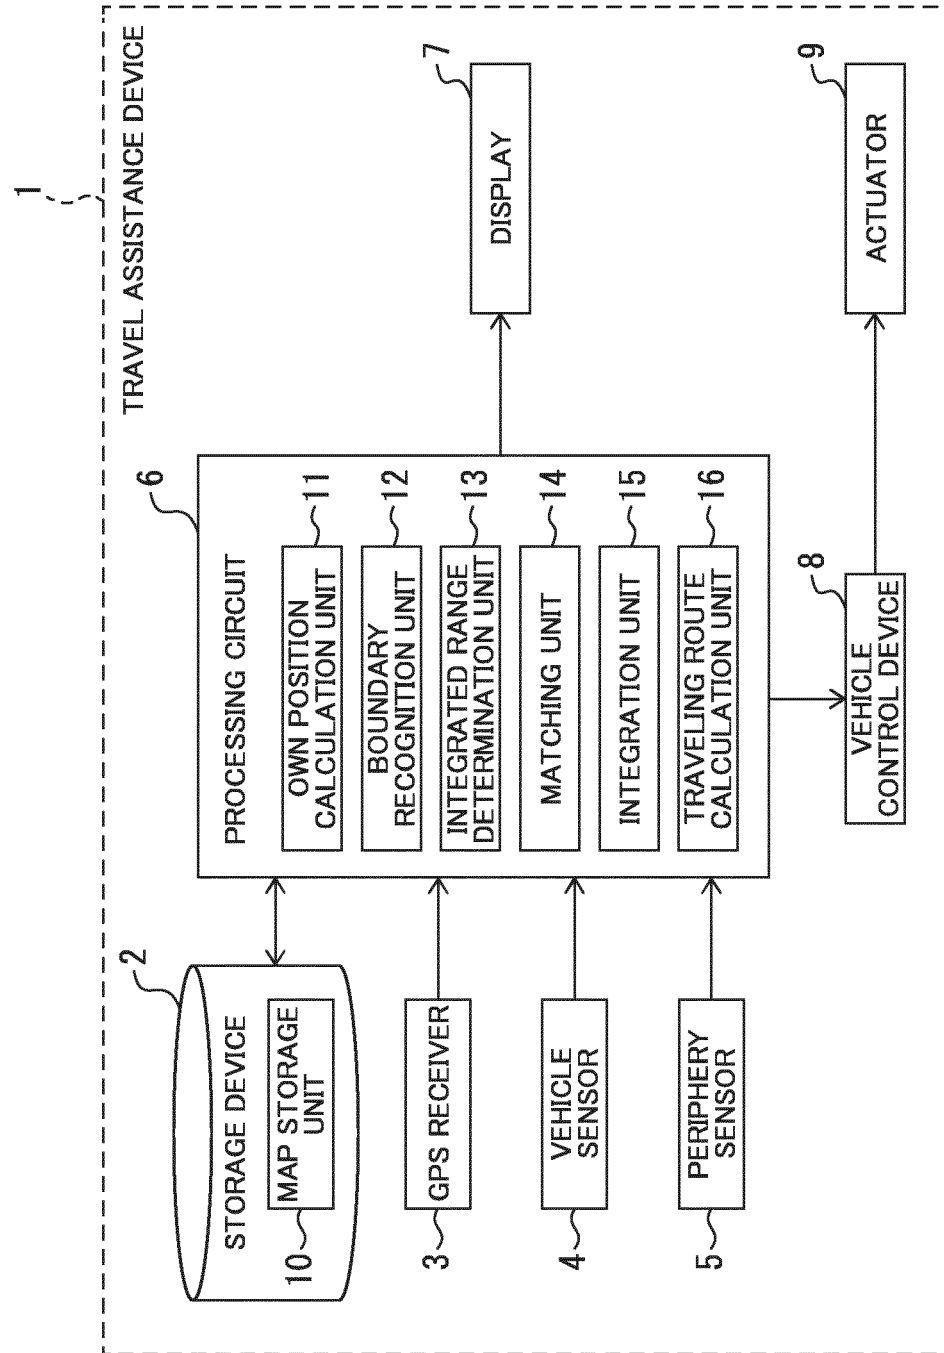 1
TRAVEL ASSISTANCE DEVICE
2
STORAGE DEVICE
MAP STORAGE
UNIT
10
GPS RECEIVER
3
VEHICLE
SENSOR
4
PERIPHERY
SENSOR
5
6
PROCESSING CIRCUIT
OWN POSITION
CALCULATION UNIT
11
BOUNDARY
RECOGNITION UNIT
12
INTEGRATED RANGE
DETERMINATION UNIT
13
MATCHING UNIT
14
INTEGRATION UNIT
15
TRAVELING ROUTE
CALCULATION UNIT
16
7
DISPLAY
8
VEHICLE
CONTROL DEVICE
9
ACTUATOR